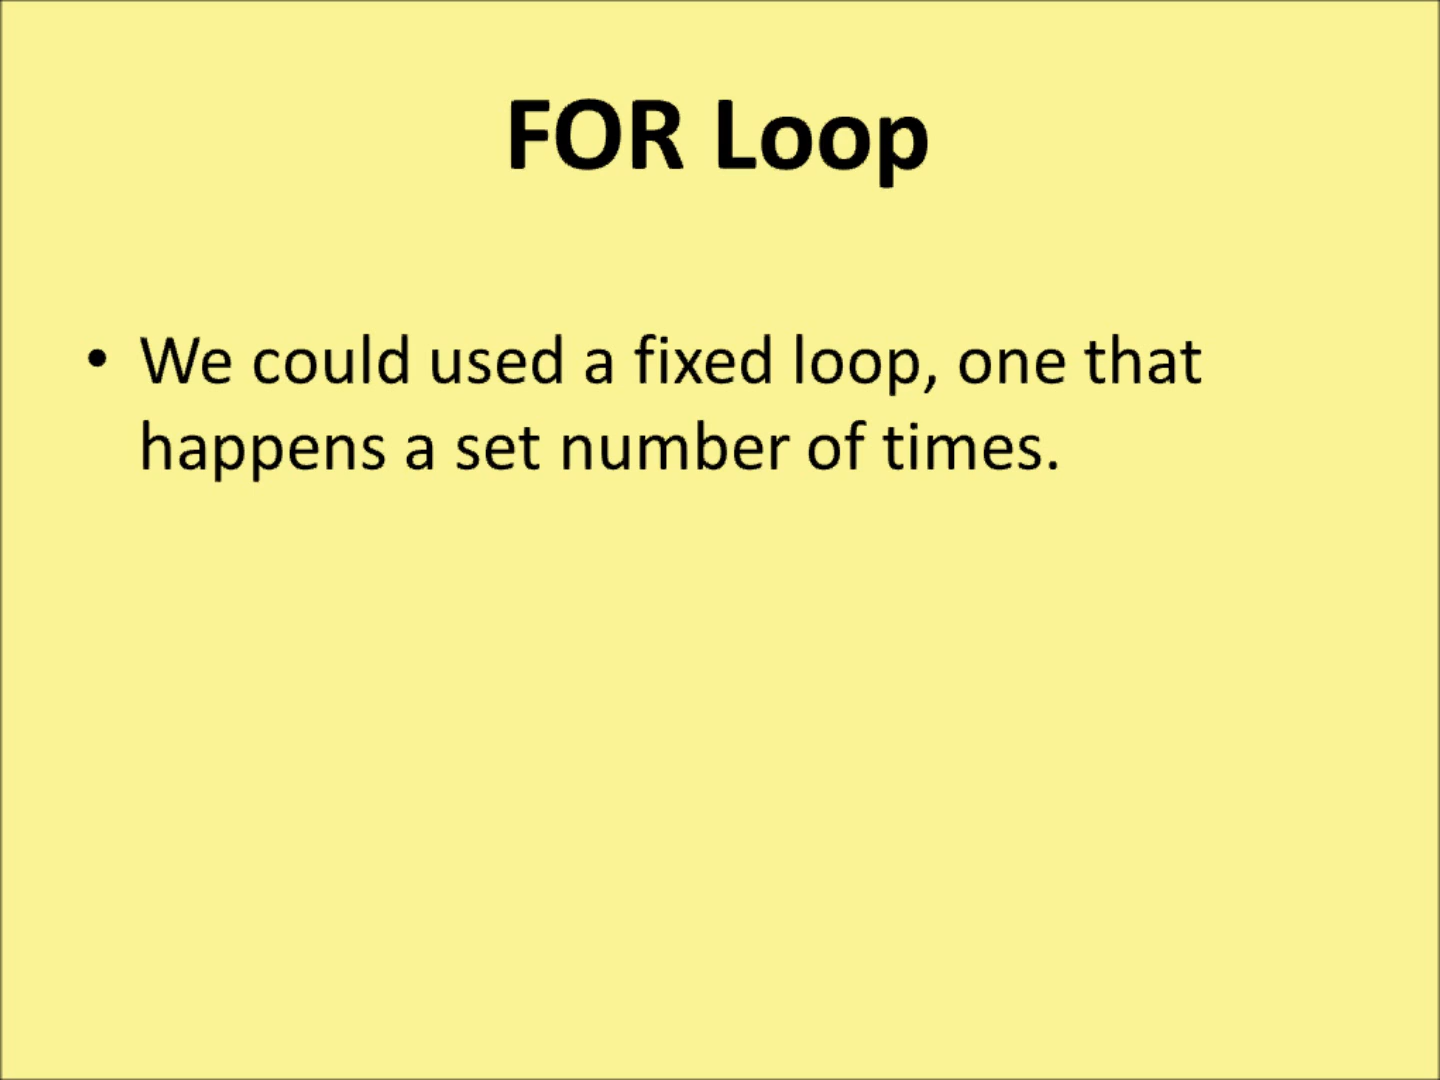 FOR Loop
• We could used a fixed loop, one that
happens a set number of times.